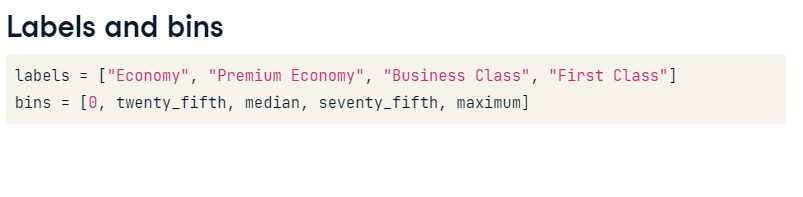 Labels and bins
labels = ["Economy", "Premium Economy", "Business Class", "First Class"]
bins = [0, twenty_fifth, median, seventy_fifth, maximum]